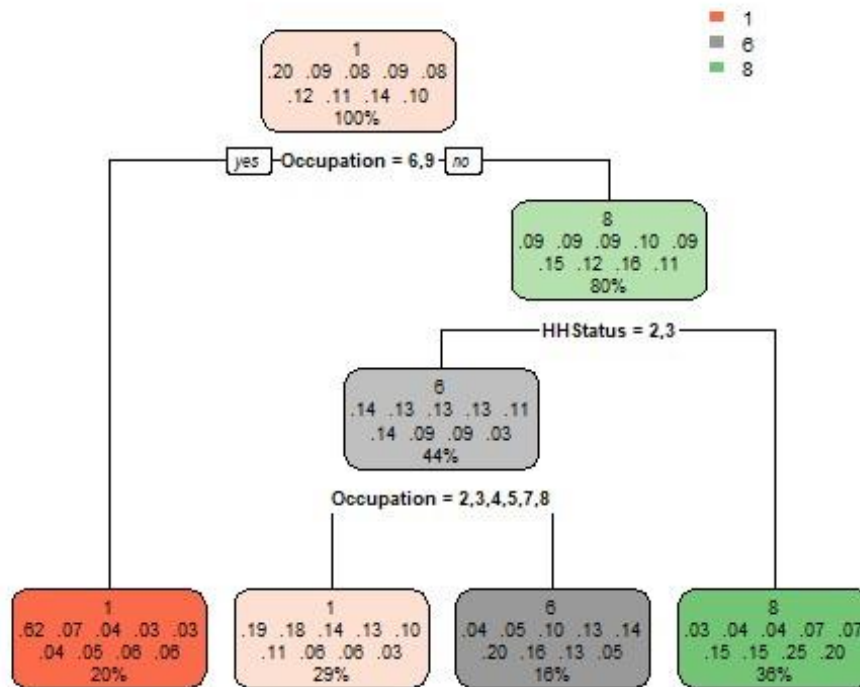 1
6
8
1
.20 .09 .08 .09 .08
.12 .11 .14 .10
100%
yes Occupation = 6,9 no
8
.09 .09 .09 .10 .09
.15 .12 .16 .11
80%
HHStatus = 2,3
6
.14 .13 .13 .13 .11
.14 .09 .09 .03
44%
Occupation = 2,3,4,5,7,8
1
.62 .07 .04 .03 .03
.04 .05 .06 .06
20%
1
.19 .18 .14 .13 .10
.11 .06 .06 .03
29%
6
.04 .05 .10 .13 .14
.20 .16 .13 .05
16%
8
.03 .04 .04 .07 .07
.15 .15 .25 .20
36%